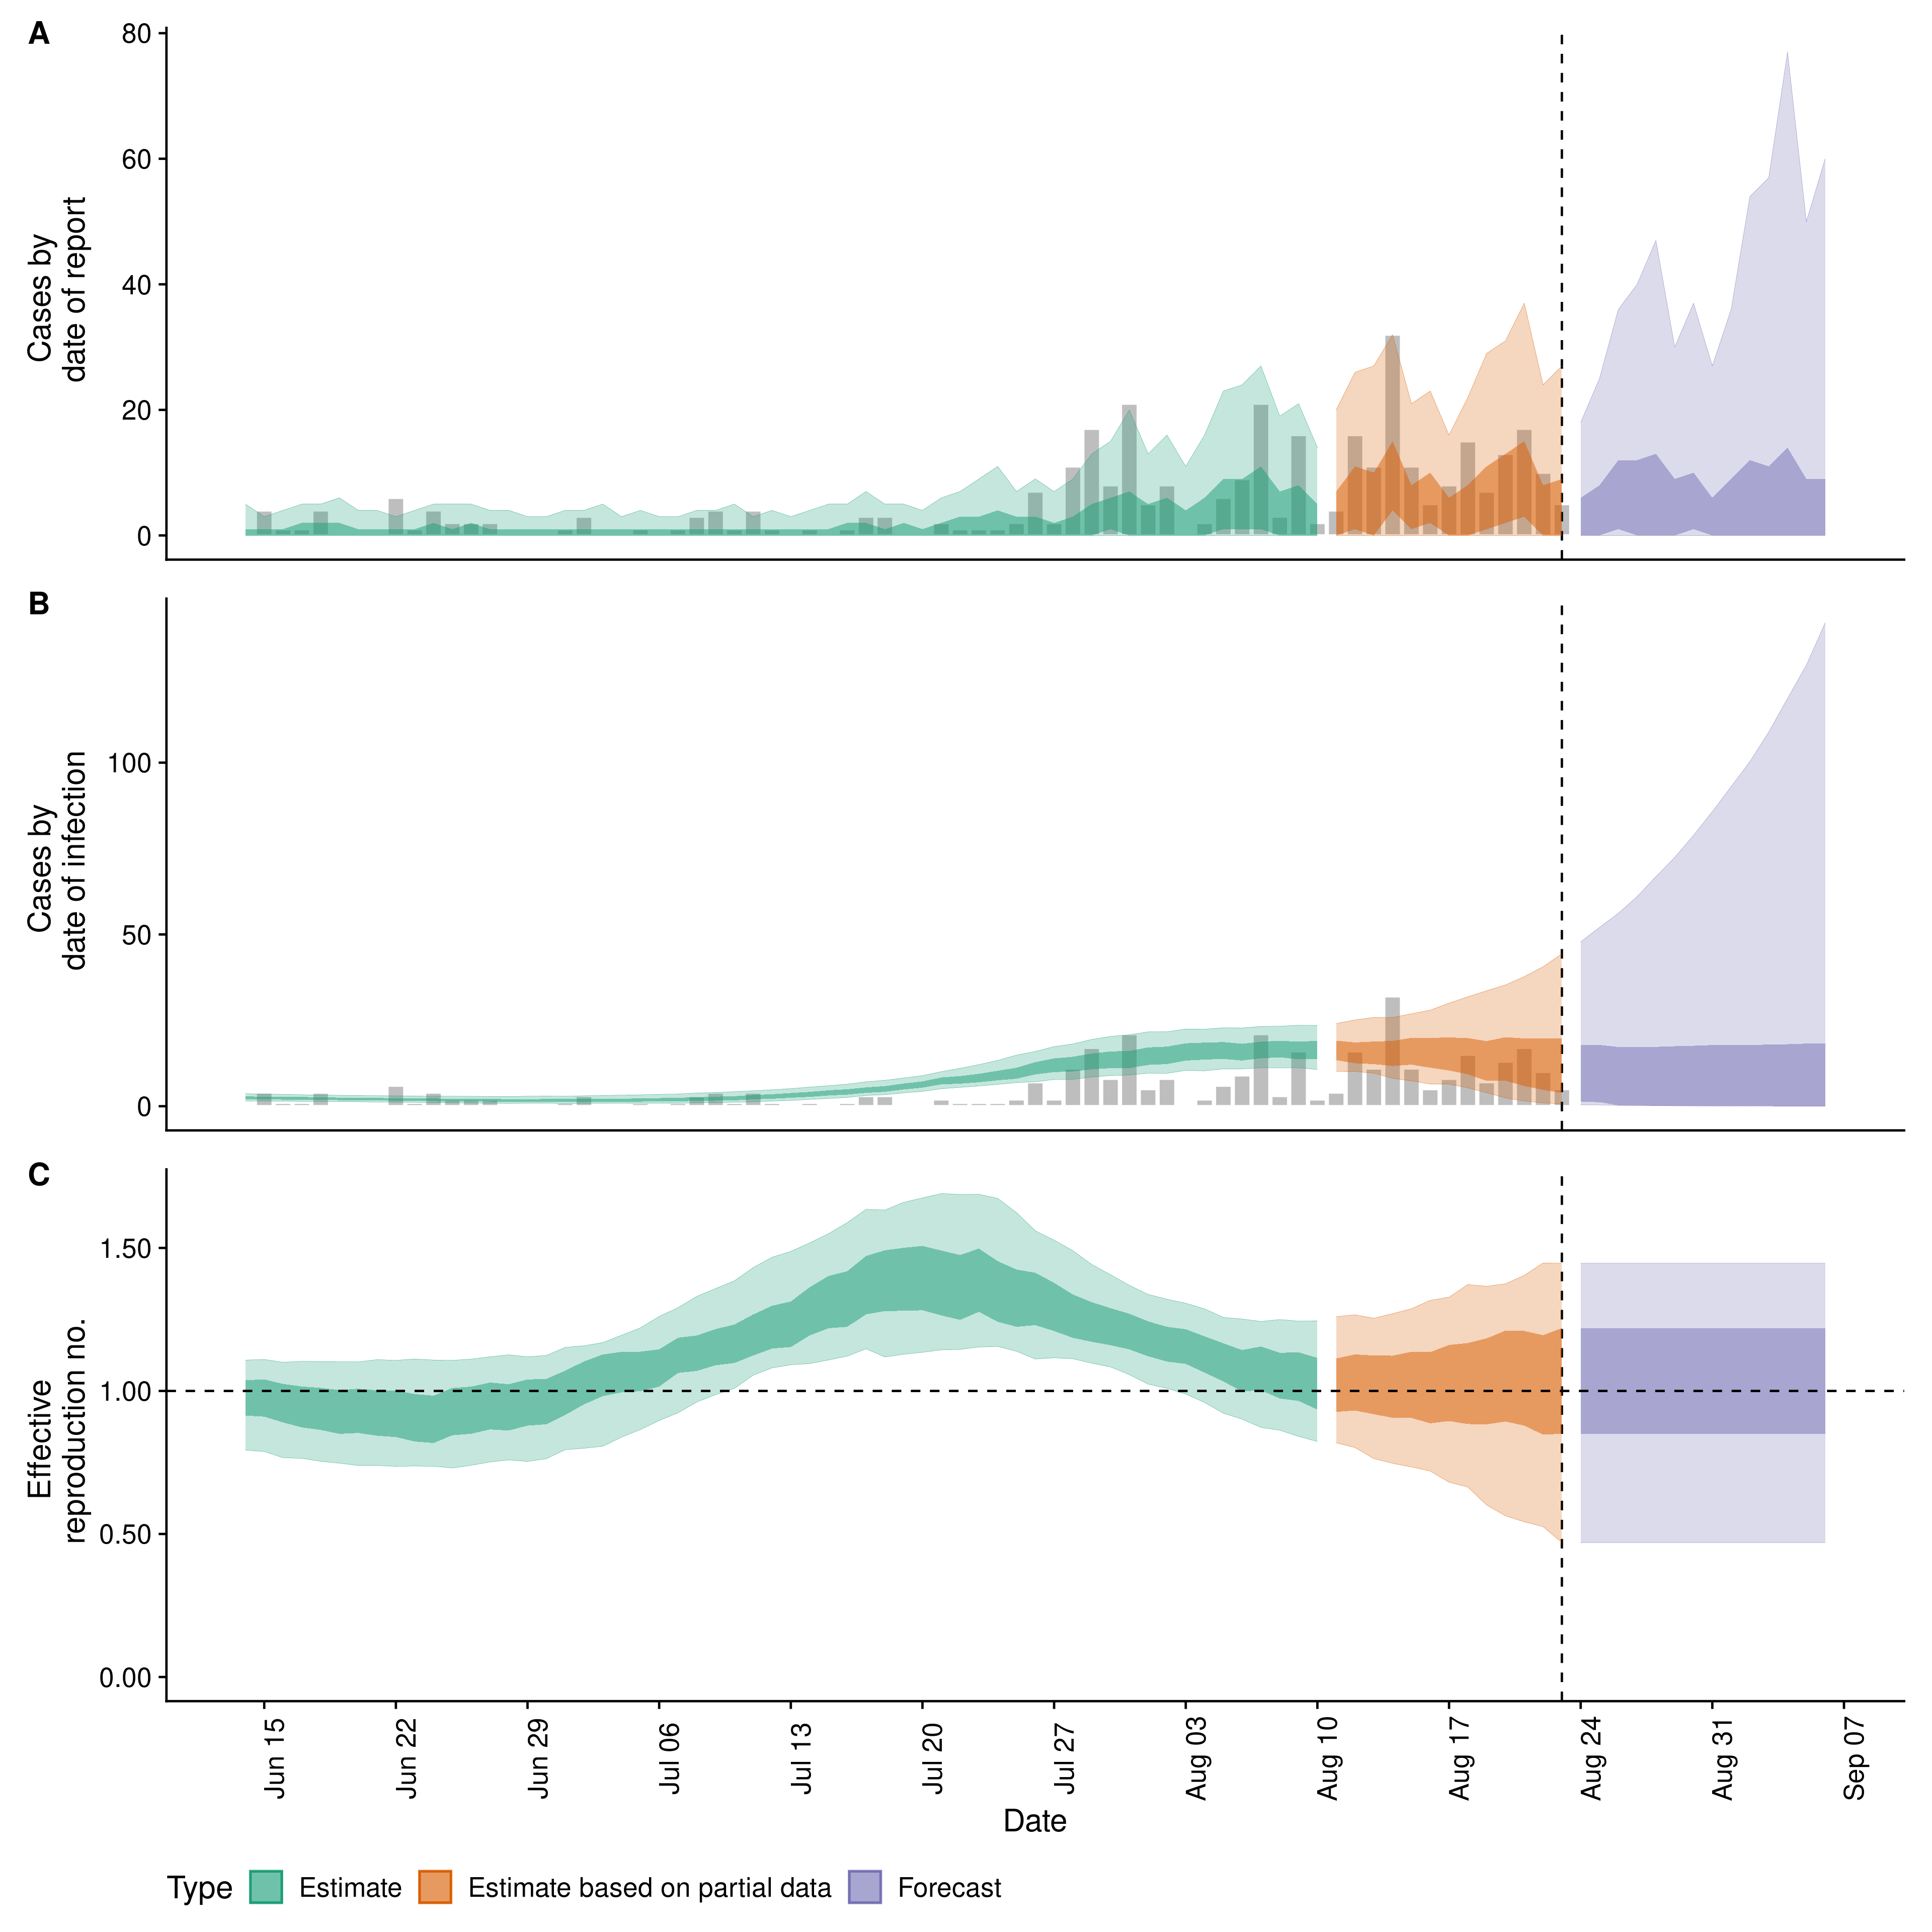 A
80
60
40
20
0
Cases by
date of report
B
100
50
0
Cases by
date of infection
C
1.50
1.00
0.50
0.00
Effective
reproduction no.
Jun 15
Jun 22
Jun 29
Jul 06
Jul 13
Jul 20
Jul 27
Aug 03
Aug 10
Aug 17
Aug 24
Aug 31
Sep 07
Date
Type Estimate Estimate based on partial data Forecast